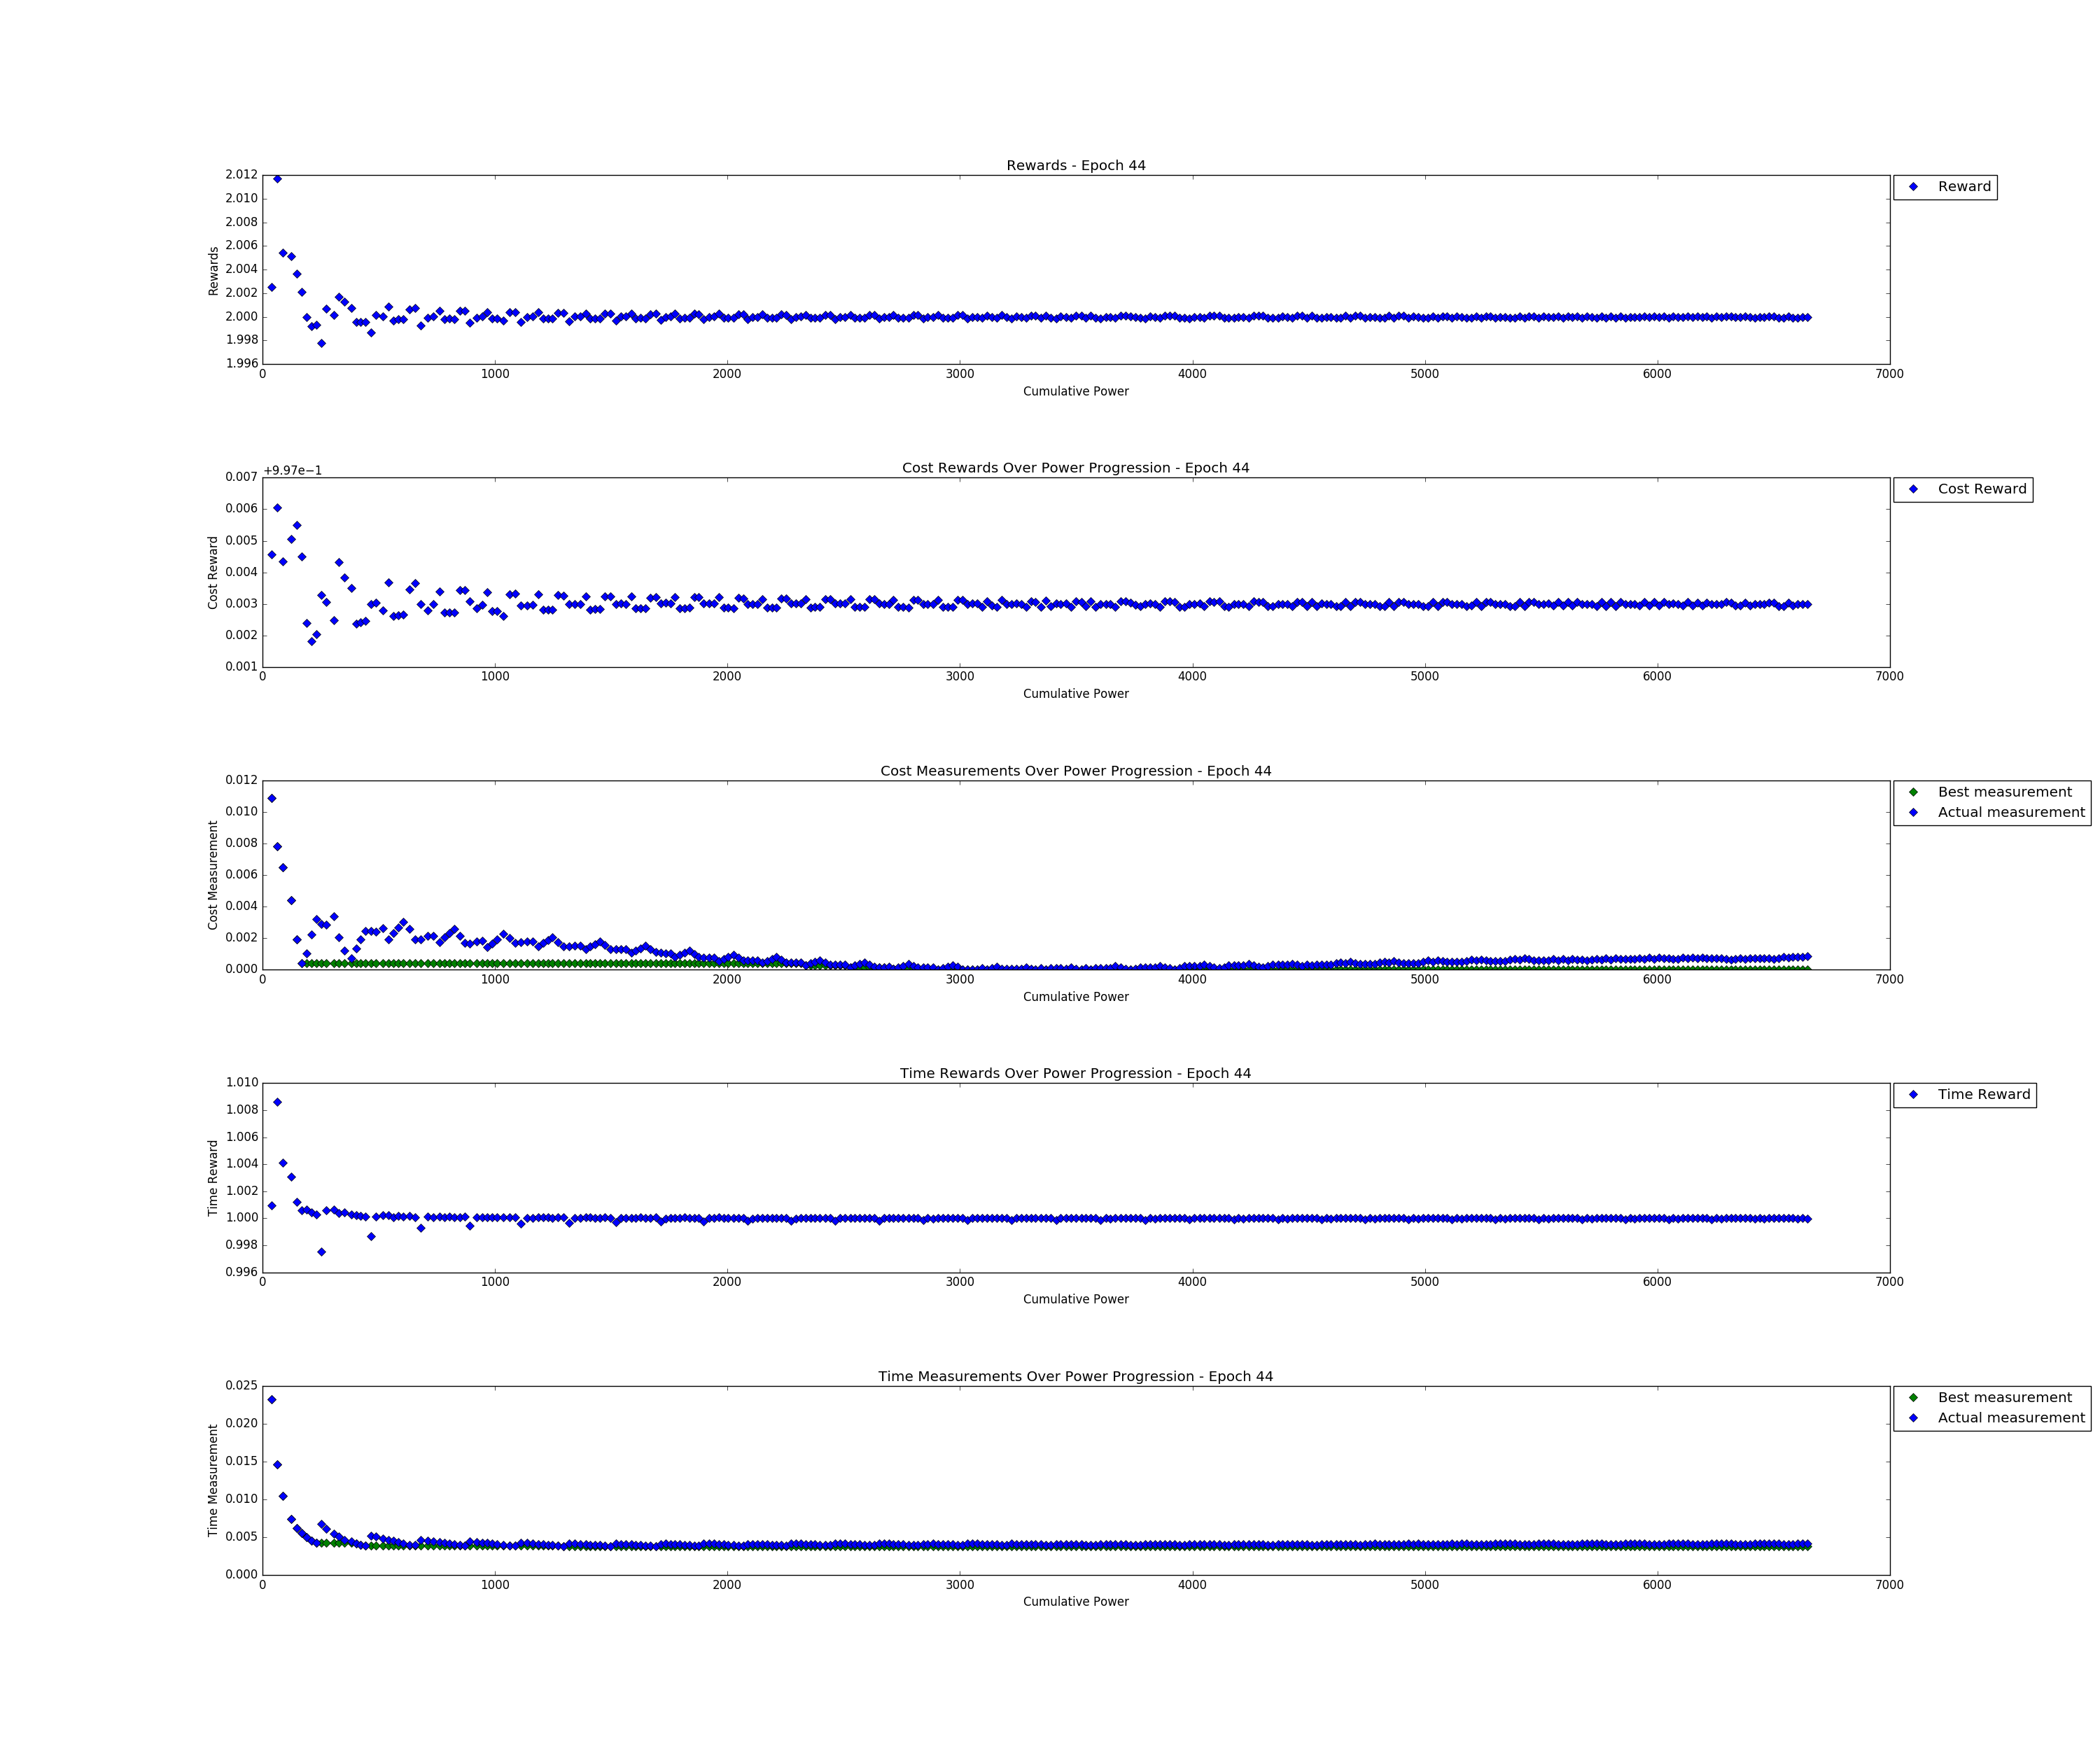 Rewards - Epoch 44
2.012
2.010
2.008
2.006
2.004
2.002
2.000
1.998
1.996
Rewards
0 1000 2000 3000 4000 5000 6000 7000
Cumulative Power
Reward
Cost Rewards Over Power Progression - Epoch 44
+9.97e−1
0.007
0.006
0.005
0.004
0.003
0.002
0.001
Cost Reward
0 1000 2000 3000 4000 5000 6000 7000
Cumulative Power
Cost Reward
Cost Measurements Over Power Progression - Epoch 44
0.012
0.010
0.008
0.006
0.004
0.002
0.000
Cost Measurement
0 1000 2000 3000 4000 5000 6000 7000
Cumulative Power
Best measurement
Actual measurement
Time Rewards Over Power Progression - Epoch 44
1.010
1.008
1.006
1.004
1.002
1.000
0.998
0.996
Time Reward
0 1000 2000 3000 4000 5000 6000 7000
Cumulative Power
Time Reward
Time Measurements Over Power Progression - Epoch 44
0.025
0.020
0.015
0.010
0.005
0.000
Time Measurement
0 1000 2000 3000 4000 5000 6000 7000
Cumulative Power
Best measurement
Actual measurement